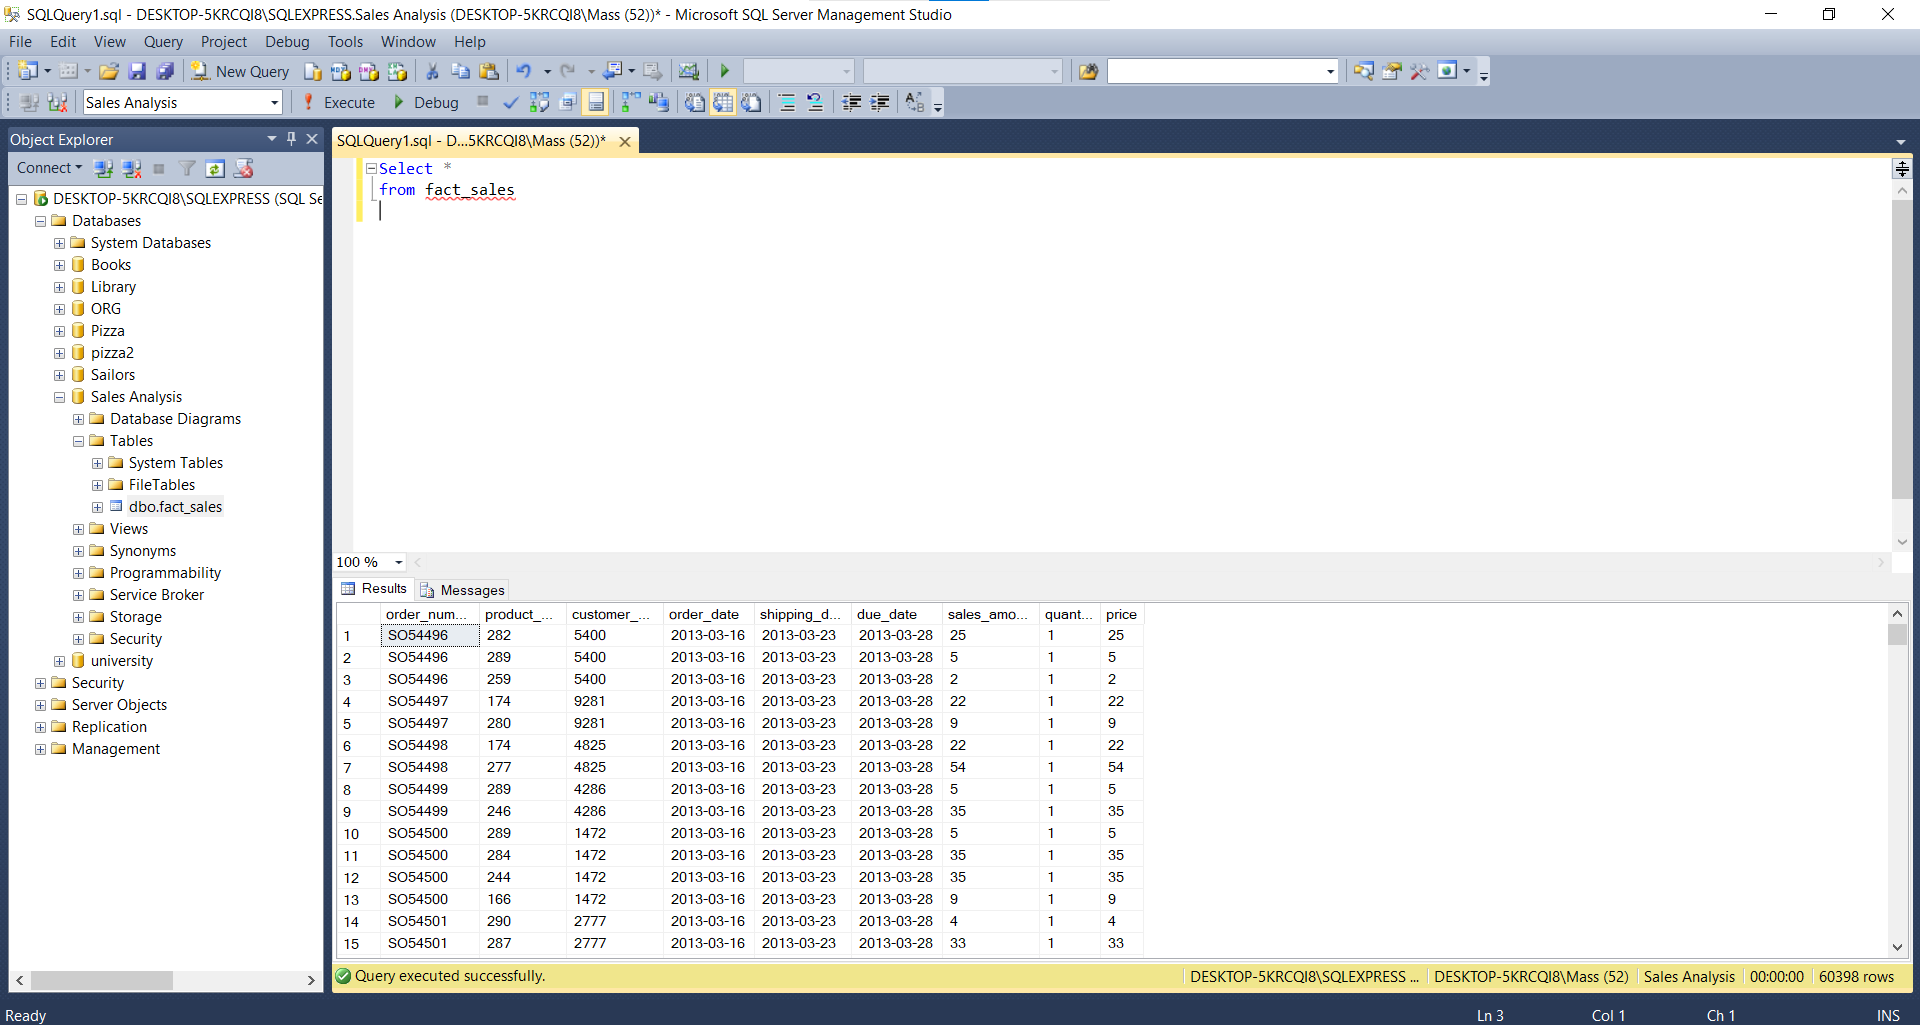 SQLQuery1.sql - DESKTOP-5KRCQI8\SQLEXPRESS.Sales Analysis (DESKTOP-5KRCQI8\Mass (52))* - Microsoft SQL Server Management Studio
File Edit View Query Project Debug Tools Window Help
New Query
Sales Analysis Execute Debug
Object Explorer
Connect
DESKTOP-5KRCQI8\SQLEXPRESS (SQL Se
Databases
System Databases
Books
Library
ORG
Pizza
pizza2
Sailors
Sales Analysis
Database Diagrams
Tables
System Tables
FileTables
dbo.fact_sales
Views
Synonyms
Programmability
Service Broker
Storage
Security
university
Security
Server Objects
Replication
Management
SQLQuery1.sql - D...5KRCQI8\Mass (52))*
Select *
from fact_sales
100 %
Results Messages
order_num... product_... customer_... order_date shipping_d... due_date sales_amo... quant... price
1 SO54496 282 5400 2013-03-16 2013-03-23 2013-03-28 25 1 25
2 SO54496 289 5400 2013-03-16 2013-03-23 2013-03-28 5 1 5
3 SO54496 259 5400 2013-03-16 2013-03-23 2013-03-28 2 1 2
4 SO54497 174 9281 2013-03-16 2013-03-23 2013-03-28 22 1 22
5 SO54497 280 9281 2013-03-16 2013-03-23 2013-03-28 9 1 9
6 SO54498 174 4825 2013-03-16 2013-03-23 2013-03-28 22 1 22
7 SO54498 277 4825 2013-03-16 2013-03-23 2013-03-28 54 1 54
8 SO54499 289 4286 2013-03-16 2013-03-23 2013-03-28 5 1 5
9 SO54499 246 4286 2013-03-16 2013-03-23 2013-03-28 35 1 35
10 SO54500 289 1472 2013-03-16 2013-03-23 2013-03-28 5 1 5
11 SO54500 284 1472 2013-03-16 2013-03-23 2013-03-28 35 1 35
12 SO54500 244 1472 2013-03-16 2013-03-23 2013-03-28 35 1 35
13 SO54500 166 1472 2013-03-16 2013-03-23 2013-03-28 9 1 9
14 SO54501 290 2777 2013-03-16 2013-03-23 2013-03-28 4 1 4
15 SO54501 287 2777 2013-03-16 2013-03-23 2013-03-28 33 1 33
Query executed successfully. DESKTOP-5KRCQI8\SQLEXPRESS ... DESKTOP-5KRCQI8\Mass (52) Sales Analysis 00:00:00 60398 rows
Ready Ln 3 Col 1 Ch 1 INS